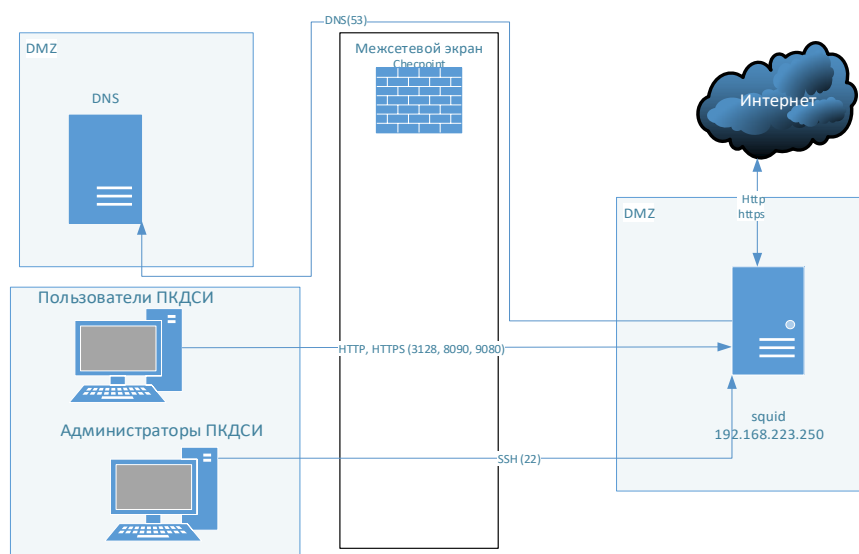 DNS(53)
DMZ
DNS
Межсетевой экран
Checpoint
Интернет
Http
https
DMZ
Пользователи ПКДСИ
HTTP, HTTPS (3128, 8090, 9080)
squid
192.168.223.250
Администраторы ПКДСИ
SSH (22)